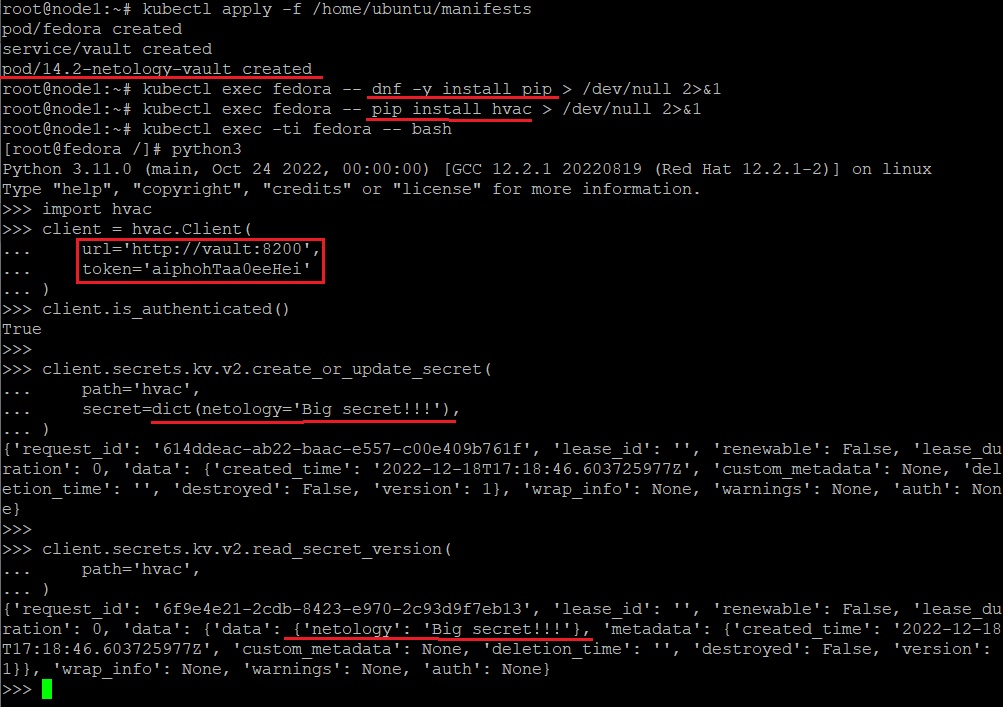 root@node1:~# kubectl apply -f /home/ubuntu/manifests
pod/fedora created
service/vault created
pod/14.2-netology-vault created
root@node1:~# kubectl exec fedora -- dnf -y install pip > /dev/null 2>&1
root@node1:~# kubectl exec fedora -- pip install hvac > /dev/null 2>&1
root@node1:~# kubectl exec -ti fedora -- bash
[root@fedora /]# python3
Python 3.11.0 (main, Oct 24 2022, 00:00:00) [GCC 12.2.1 20220819 (Red Hat 12.2.1-2)] on linux
Type "help", "copyright", "credits" or "license" for more information.
>>> import hvac
>>> client = hvac.Client(
...     url='http://vault:8200',
...     token='aiphohTaa0eeHei'
... )
>>> client.is_authenticated()
True
>>>
>>> client.secrets.kv.v2.create_or_update_secret(
...     path='hvac',
...     secret=dict(netology='Big secret!!!'),
... )
{'request_id': '614ddeac-ab22-baac-e557-c00e409b761f', 'lease_id': '', 'renewable': False, 'lease_du
ration': 0, 'data': {'created_time': '2022-12-18T17:18:46.603725977Z', 'custom_metadata': None, 'del
etion_time': '', 'destroyed': False, 'version': 1}, 'wrap_info': None, 'warnings': None, 'auth': Non
e}
>>>
>>> client.secrets.kv.v2.read_secret_version(
...     path='hvac',
... )
{'request_id': '6f9e4e21-2cdb-8423-e970-2c93d9f7eb13', 'lease_id': '', 'renewable': False, 'lease_du
ration': 0, 'data': {'data': {'netology': 'Big secret!!!'}, 'metadata': {'created_time': '2022-12-18
T17:18:46.603725977Z', 'custom_metadata': None, 'deletion_time': '', 'destroyed': False, 'version':
1}}, 'wrap_info': None, 'warnings': None, 'auth': None}
>>>